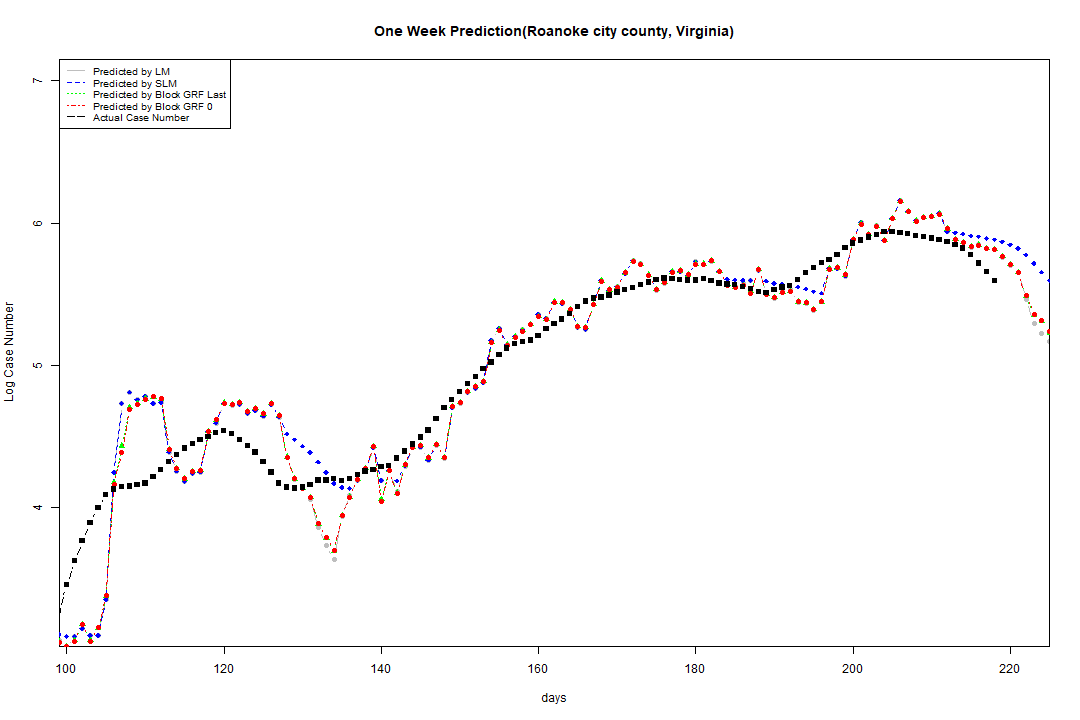 One Week Prediction(Roanoke city county, Virginia)
Predicted by LM
Predicted by SLM
Predicted by Block GRF Last
Predicted by Block GRF 0
Actual Case Number
7
6
5
4
Log Case Number
100 120 140 160 180 200 220
days